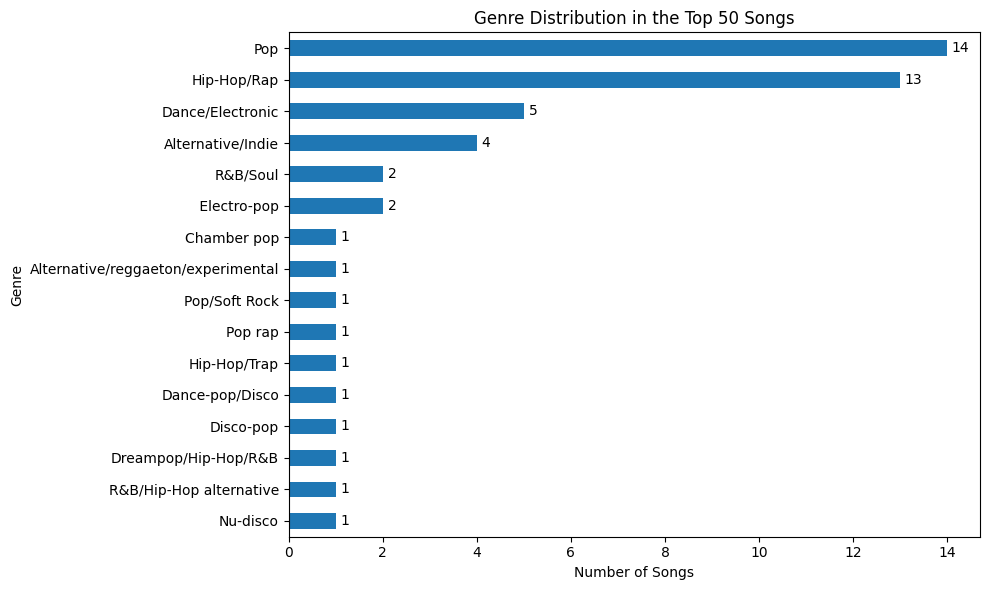 Genre Distribution in the Top 50 Songs
Pop 14
Hip-Hop/Rap 13
Dance/Electronic 5
Alternative/Indie 4
R&B/Soul 2
Electro-pop 2
Chamber pop 1
Alternative/reggaeton/experimental 1
Pop/Soft Rock 1
Pop rap 1
Hip-Hop/Trap 1
Dance-pop/Disco 1
Disco-pop 1
Dreampop/Hip-Hop/R&B 1
R&B/Hip-Hop alternative 1
Nu-disco 1
Genre
0 2 4 6 8 10 12 14
Number of Songs